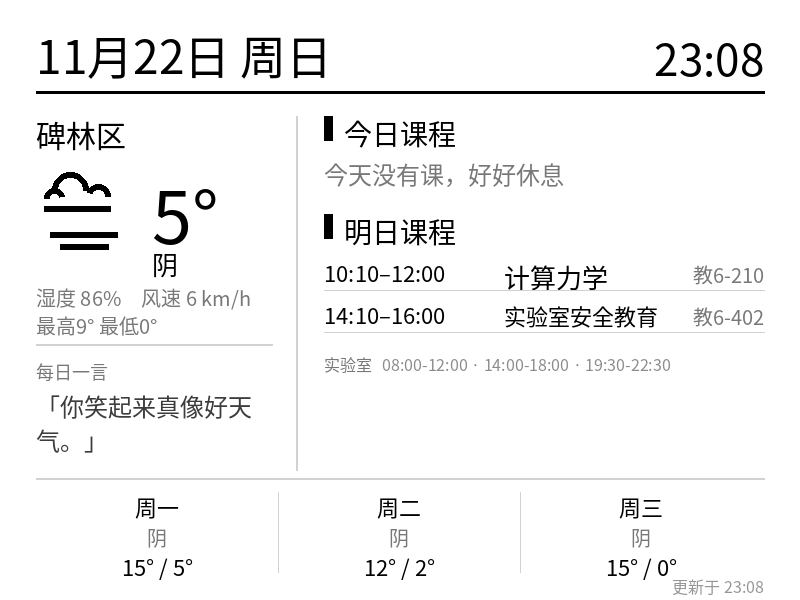 11月22日 周日
23:08
碑林区
5°
阴
湿度 86% 风速 6 km/h
最高9° 最低0°
每日一言
「你笑起来真像好天
气。」
今日课程
今天没有课，好好休息
明日课程
10:10–12:00 计算力学 教6-210
14:10–16:00 实验室安全教育 教6-402
实验室 08:00-12:00 · 14:00-18:00 · 19:30-22:30
周一
阴
15° / 5°
周二
阴
12° / 2°
周三
阴
15° / 0°
更新于 23:08